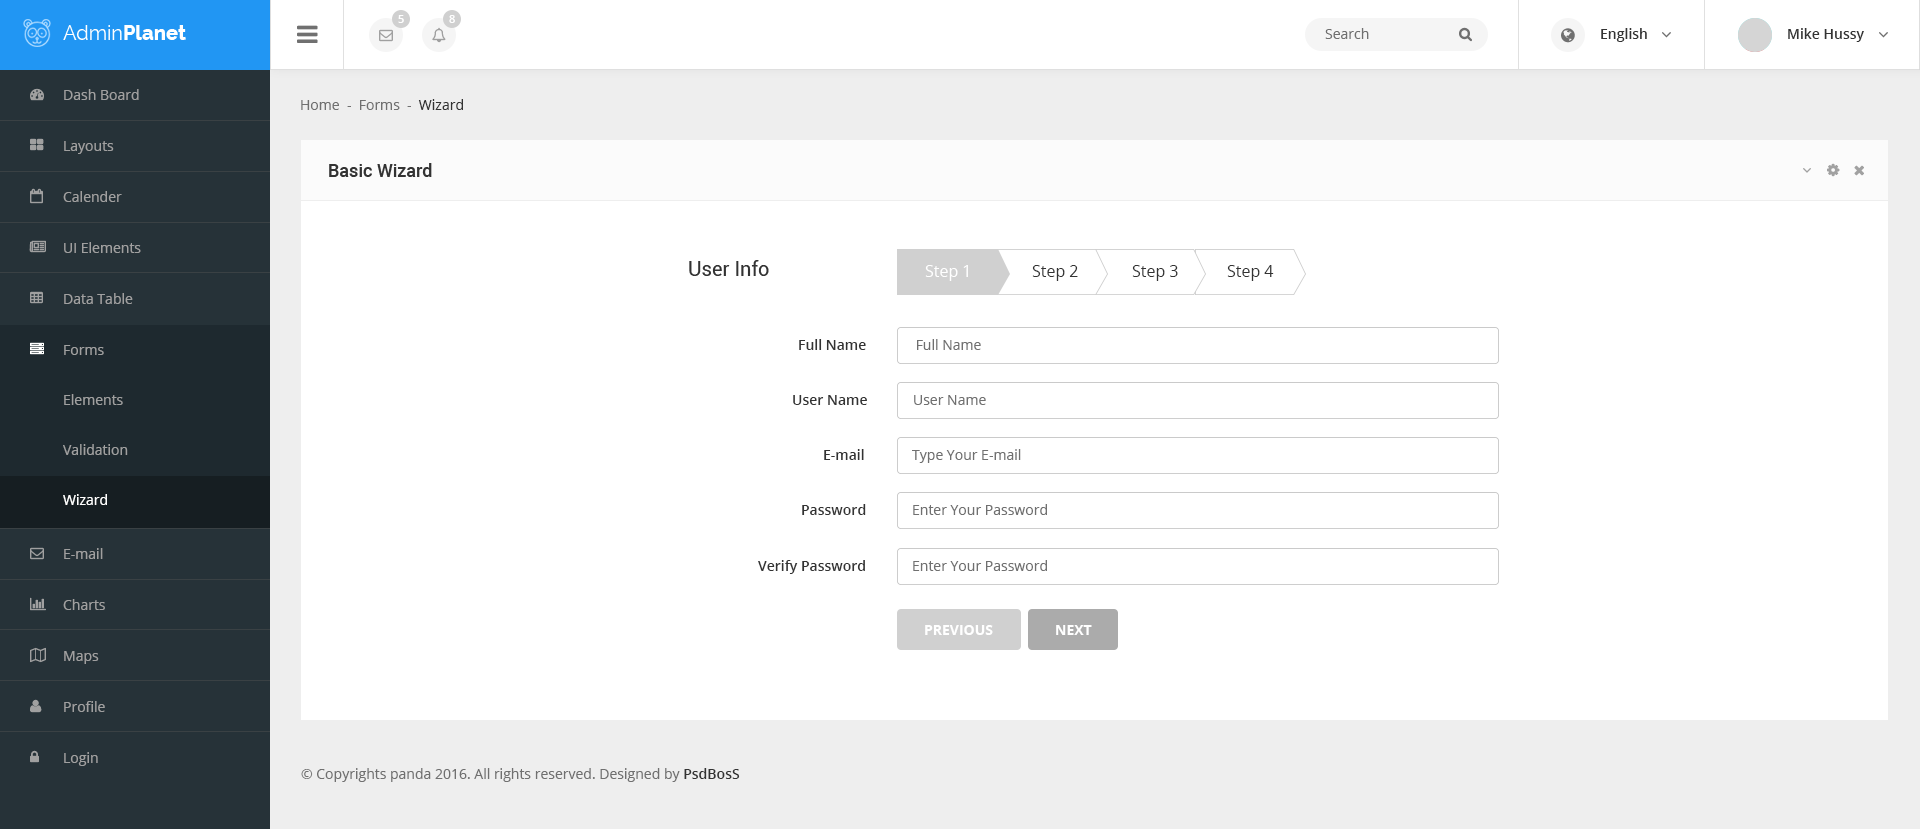 AdminPlanet
5
8
Search
English
Mike Hussy
Dash Board
Layouts
Calender
UI Elements
Data Table
Forms
Elements
Validation
Wizard
E-mail
Charts
Maps
Profile
Login
Home - Forms - Wizard
Basic Wizard
User Info
Step 1
Step 2
Step 3
Step 4
Full Name
Full Name
User Name
User Name
E-mail
Type Your E-mail
Password
Enter Your Password
Verify Password
Enter Your Password
PREVIOUS
NEXT
© Copyrights panda 2016. All rights reserved. Designed by PsdBosS